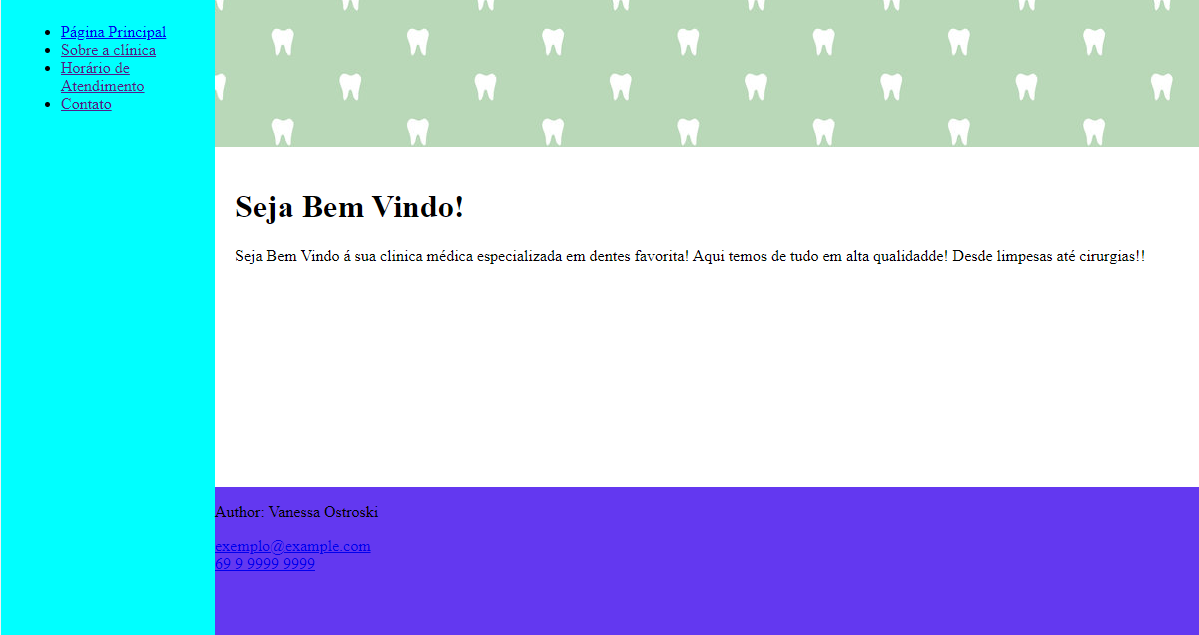 Página Principal
Sobre a clínica
Horário de
Atendimento
Contato
Seja Bem Vindo!
Seja Bem Vindo á sua clinica médica especializada em dentes favorita! Aqui temos de tudo em alta qualidadde! Desde limpesas até cirurgias!!
Author: Vanessa Ostroski
exemplo@example.com
69 9 9999 9999